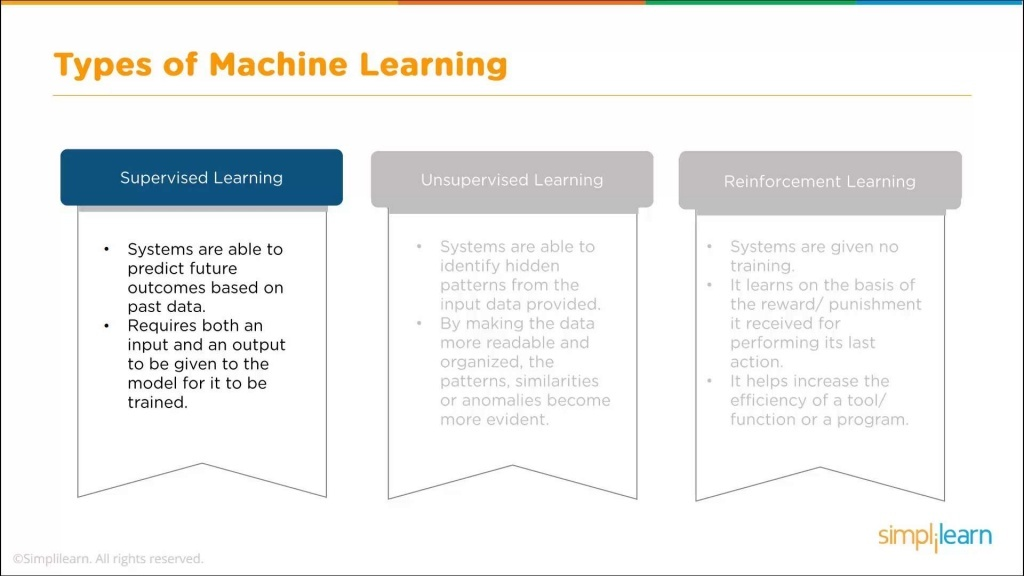 Types of Machine Learning
Supervised Learning
• Systems are able to
predict future
outcomes based on
past data.
• Requires both an
input and an output
to be given to the
model for it to be
trained.
Unsupervised Learning
• Systems are able to
identify hidden
patterns from the
input data provided.
• By making the data
more readable and
organized, the
patterns, similarities
or anomalies become
more evident.
Reinforcement Learning
• Systems are given no
training.
• It learns on the basis of
the reward/ punishment
it received for
performing its last
action.
• It helps increase the
efficiency of a tool/
function or a program.
©Simplilearn. All rights reserved.
simplilearn